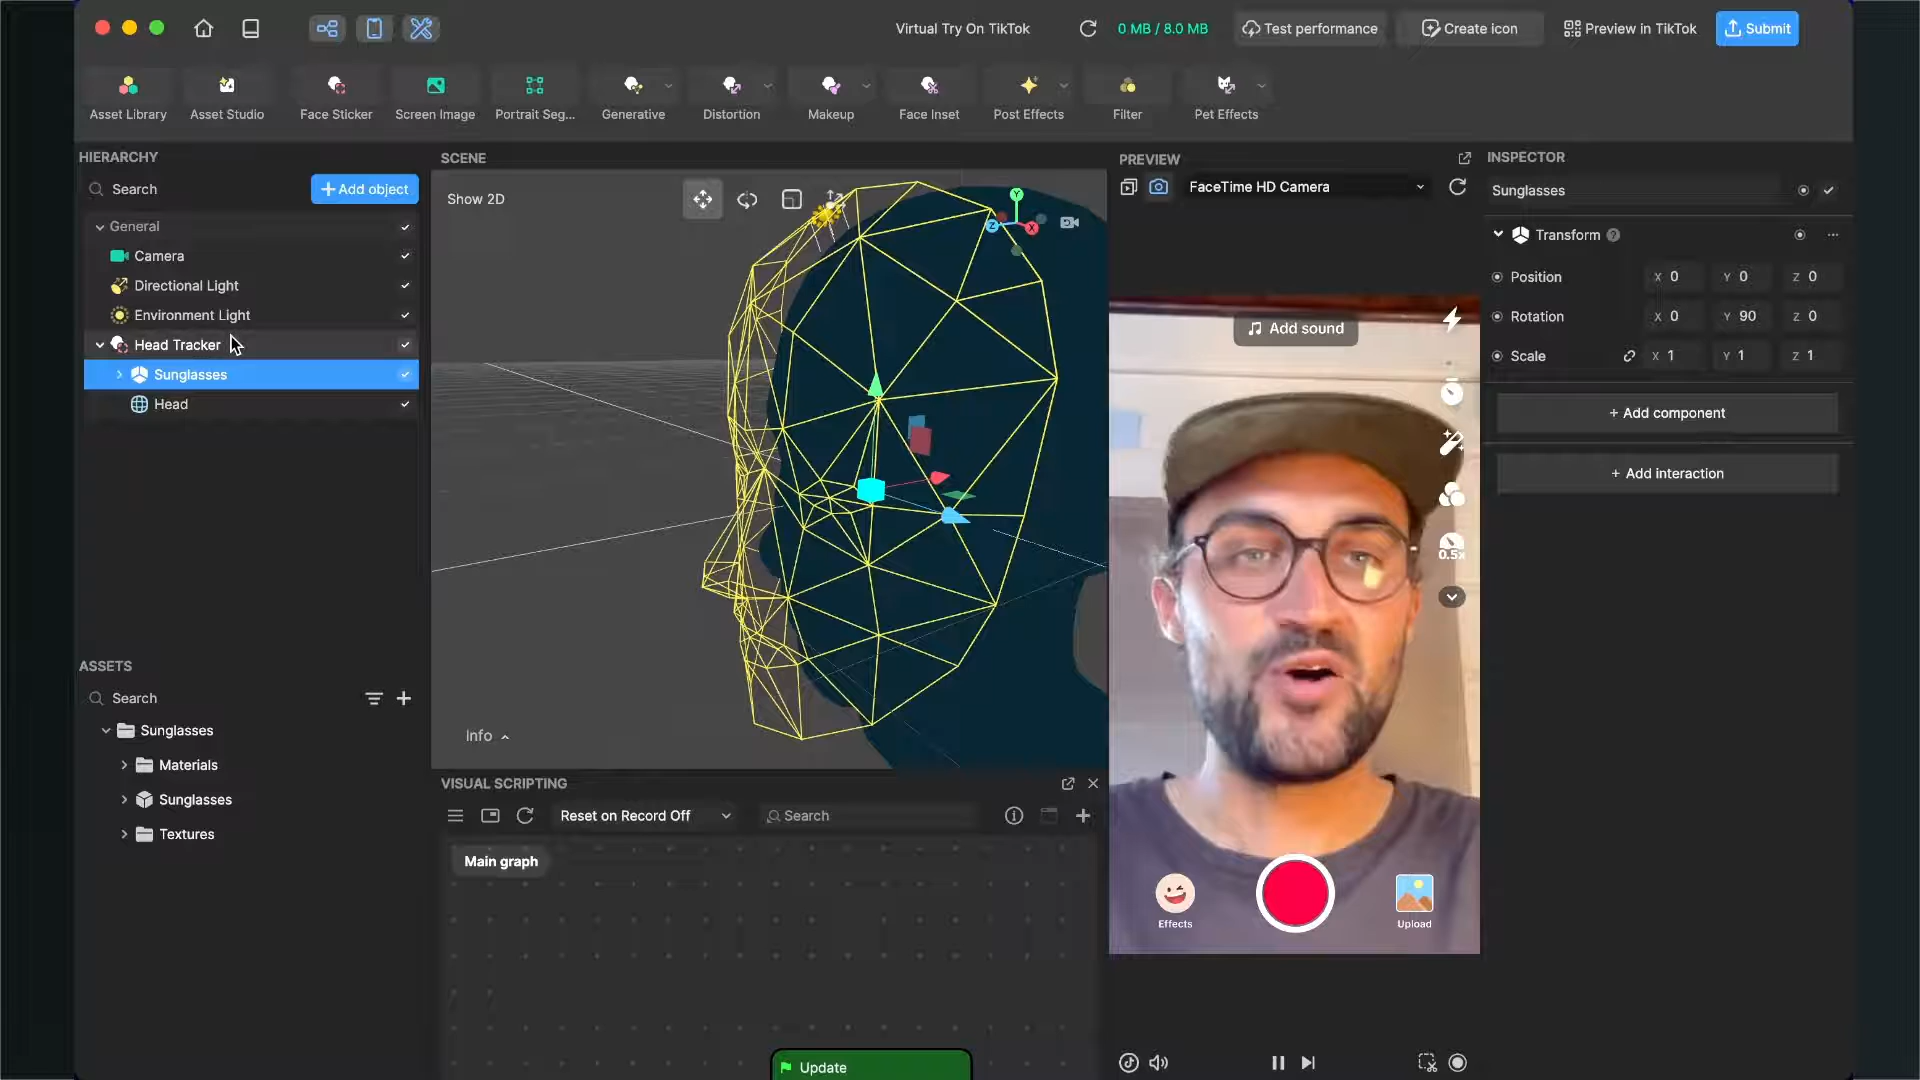 Virtual Try On TikTok
0 MB / 8.0 MB
Test performance
Create icon
Preview in TikTok
Submit
Asset Library
Asset Studio
Face Sticker
Screen Image
Portrait Seg...
Generative
Distortion
Makeup
Face Inset
Post Effects
Filter
Pet Effects
HIERARCHY
Search
+ Add object
General
Camera
Directional Light
Environment Light
Head Tracker
Sunglasses
Head
ASSETS
Search
Sunglasses
Materials
Sunglasses
Textures
SCENE
Show 2D
Y
Z
X
Info
VISUAL SCRIPTING
Reset on Record Off
Search
Main graph
Update
PREVIEW
FaceTime HD Camera
Add sound
0.5x
Effects
Upload
INSPECTOR
Sunglasses
Transform
Position X 0 Y 0 Z 0
Rotation X 0 Y 90 Z 0
Scale X 1 Y 1 Z 1
+ Add component
+ Add interaction